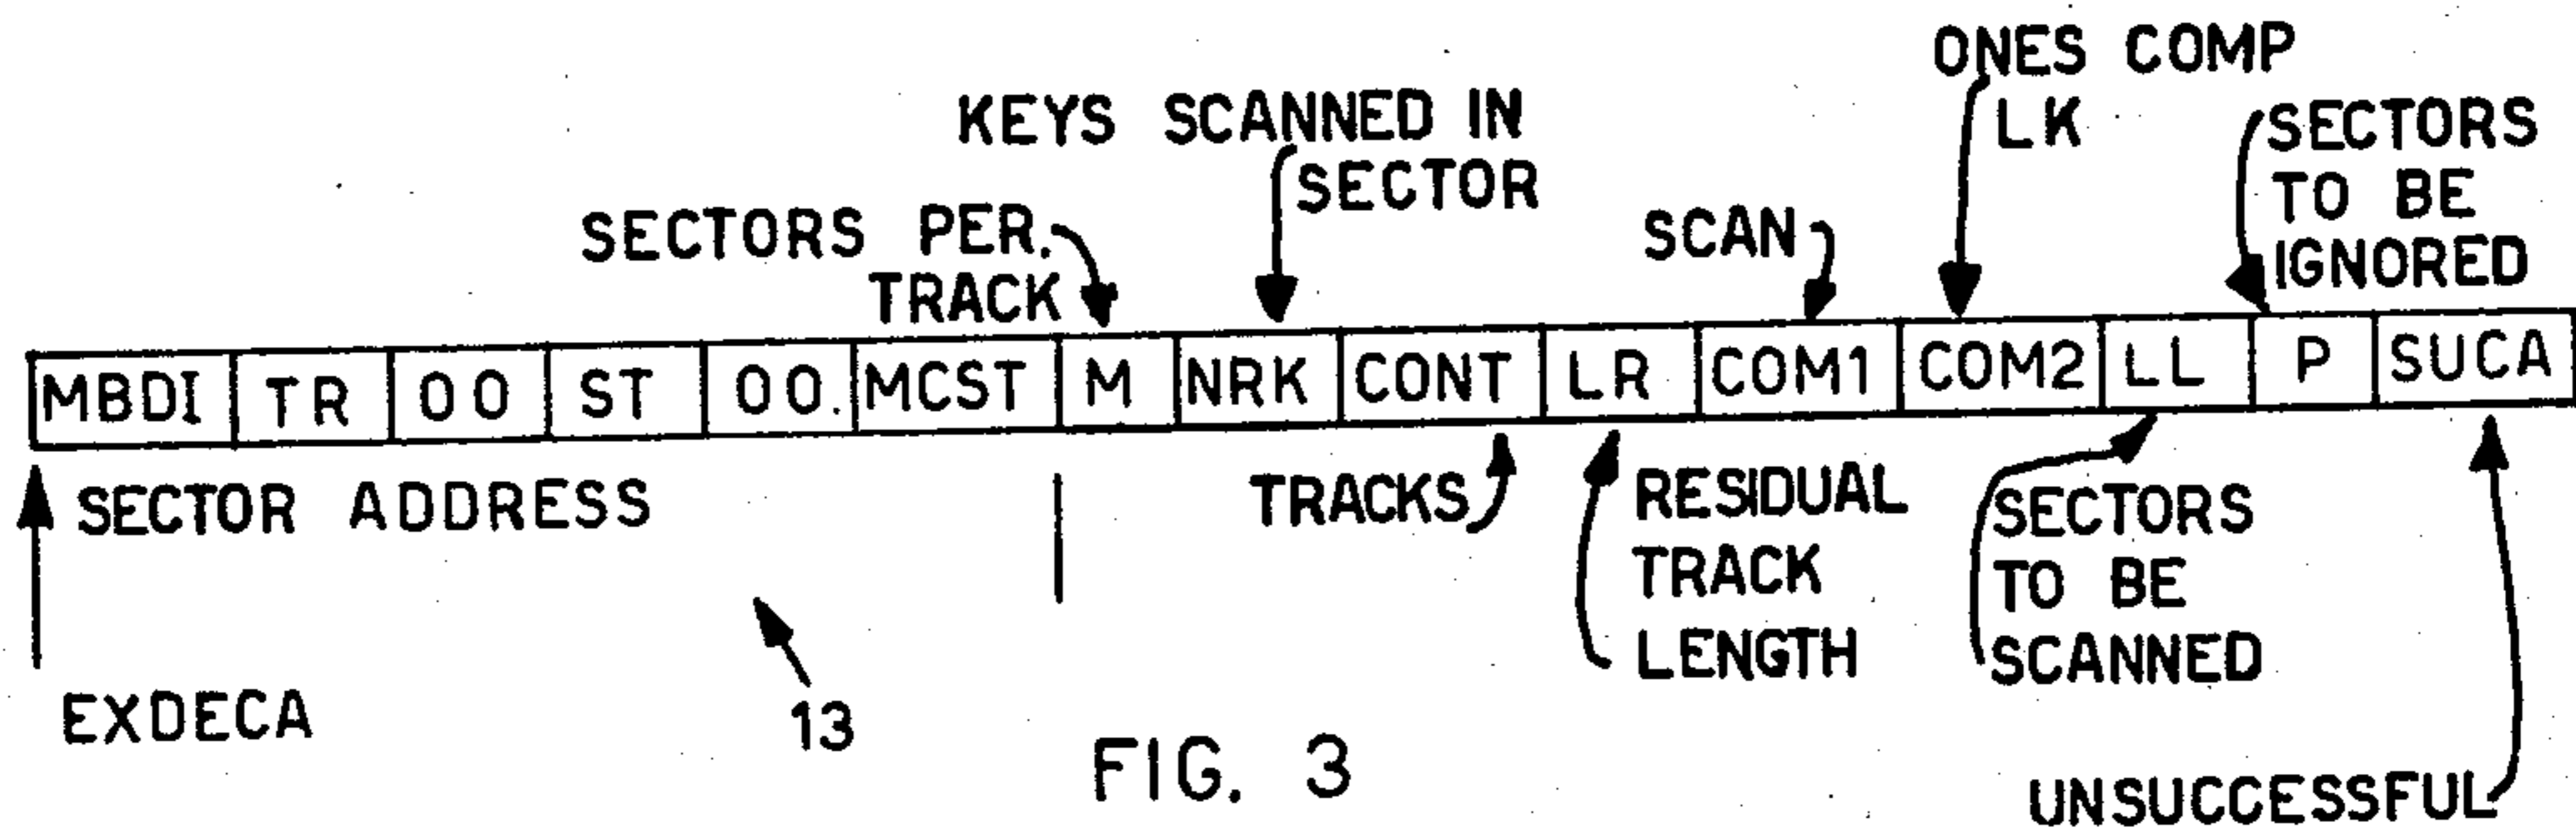 ONES COMP
LK
KEYS SCANNED IN
SECTOR
SECTORS PER.
TRACK
SCAN
SECTORS
TO BE
IGNORED
MBDI TR 00 ST 00. MCST M NRK CONT LR COM1 COM2 LL P SUCA
SECTOR ADDRESS
TRACKS
RESIDUAL
TRACK
LENGTH
SECTORS
TO BE
SCANNED
EXDECA
13
FIG. 3
UNSUCCESSFUL